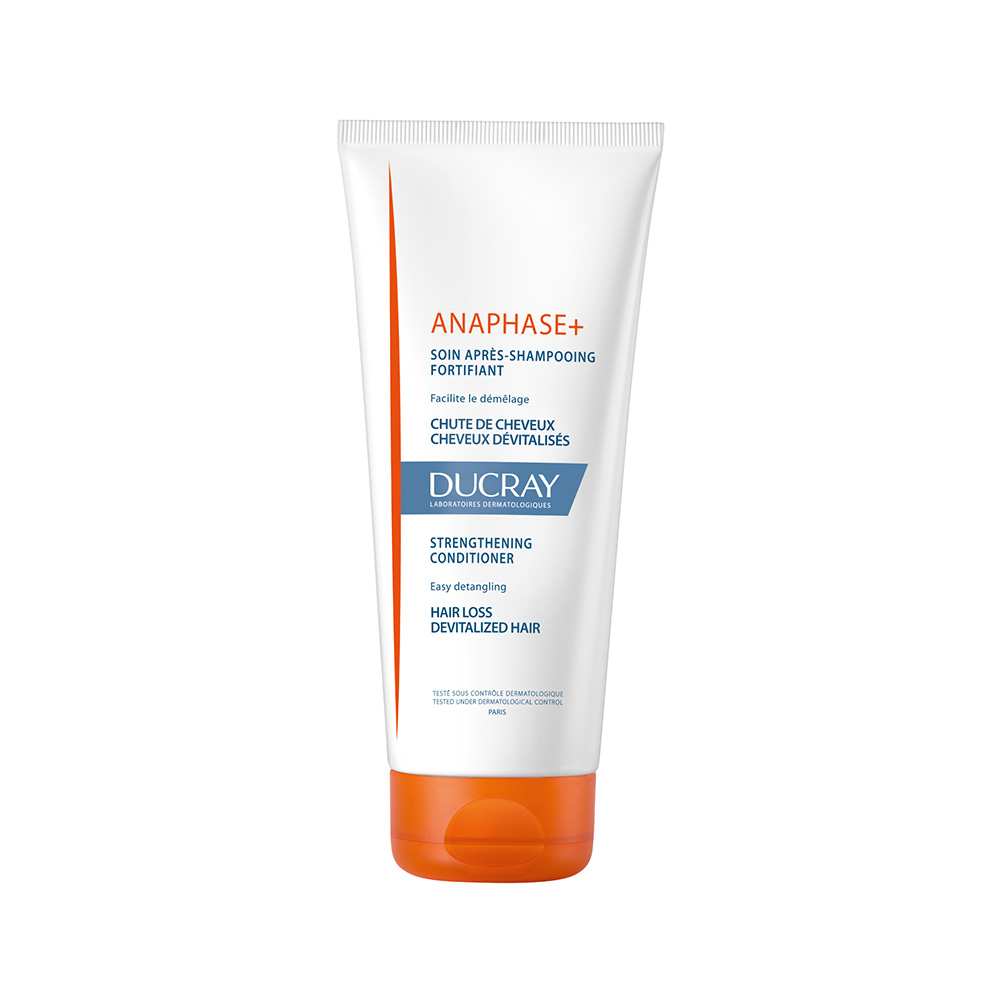 ANAPHASE+
SOIN APRÈS-SHAMPOOING
FORTIFIANT
Facilite le démêlage
CHUTE DE CHEVEUX
CHEVEUX DÉVITALISÉS
DUCRAY
LABORATOIRES DERMATOLOGIQUES
STRENGTHENING
CONDITIONER
Easy detangling
HAIR LOSS
DEVITALIZED HAIR
TESTÉ SOUS CONTRÔLE DERMATOLOGIQUE
TESTED UNDER DERMATOLOGICAL CONTROL
PARIS